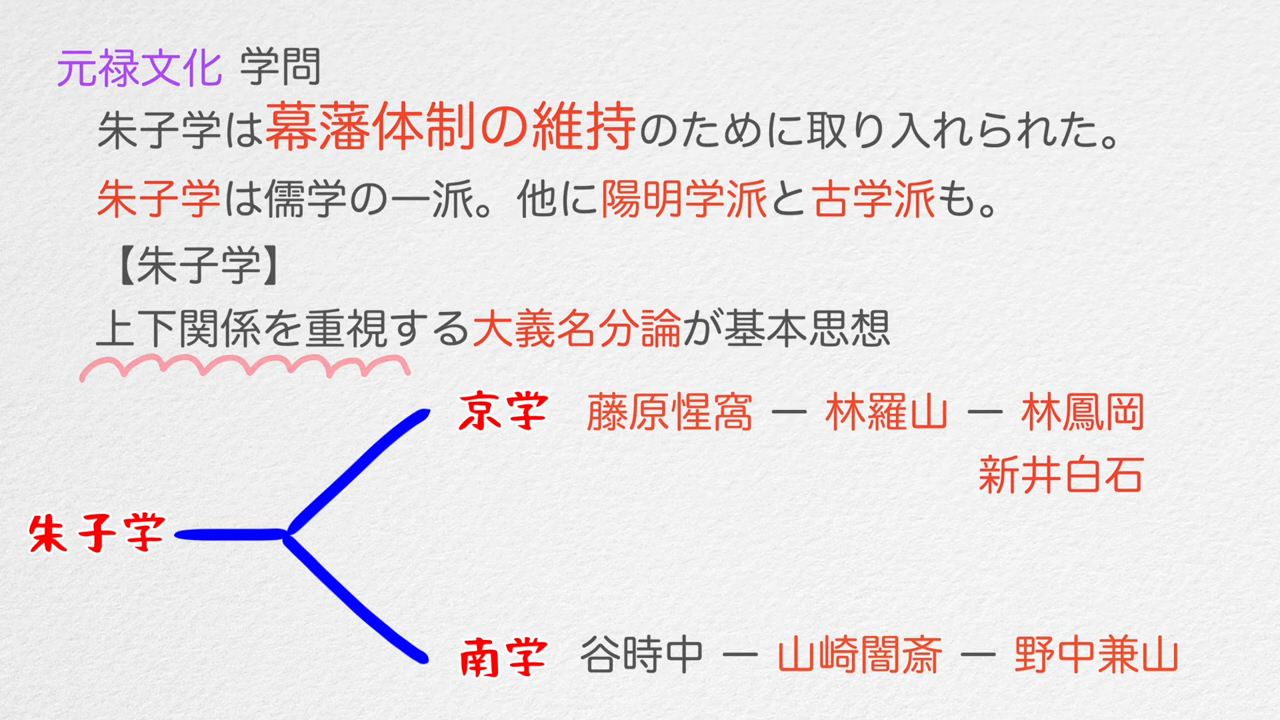 元禄文化 学問
朱子学は幕藩体制の維持のために取り入れられた。
朱子学は儒学の一派。他に陽明学派と古学派も。
【朱子学】
上下関係を重視する大義名分論が基本思想
京学 藤原惺窩 ー 林羅山 ー 林鳳岡
新井白石
朱子学
南学 谷時中 ー 山崎闇斎 ー 野中兼山